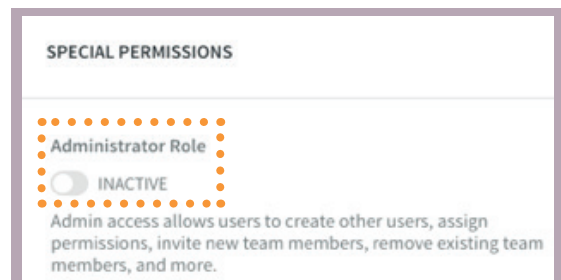 SPECIAL PERMISSIONS
Administrator Role
INACTIVE
Admin access allows users to create other users, assign
permissions, invite new team members, remove existing team
members, and more.